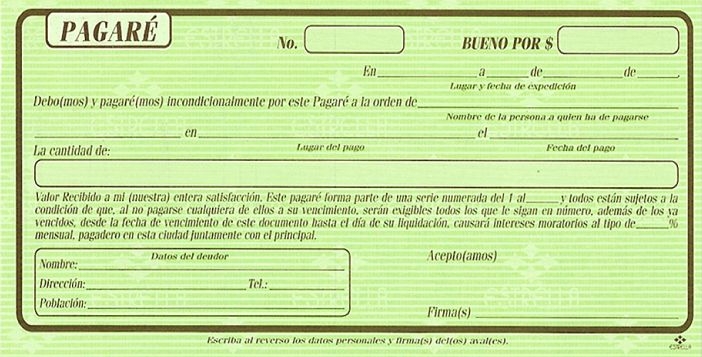 PAGARÉ No. BUENO POR $
En a de de .
Lugar y fecha de expedición
Debo(mos) y pagaré(mos) incondicionalmente por este Pagaré a la orden de
Nombre de la persona a quien ha de pagarse
en el
La cantidad de: Lugar del pago Fecha del pago
Valor Recibido a mi (nuestra) entera satisfacción. Este pagaré forma parte de una serie numerada del 1 al y todos están sujetos a la
condición de que, al no pagarse cualquiera de ellos a su vencimiento, serán exigibles todos los que le sigan en número, además de los ya
vencidos, desde la fecha de vencimiento de este documento hasta el día de su liquidación, causará intereses moratorios al tipo de %
mensual, pagadero en esta ciudad juntamente con el principal.
Datos del deudor
Nombre:
Dirección: Tel.:
Población:
Acepto(amos)
Firma(s)
Escriba al reverso los datos personales y firma(s) del(os) aval(es).
ESTRELLA